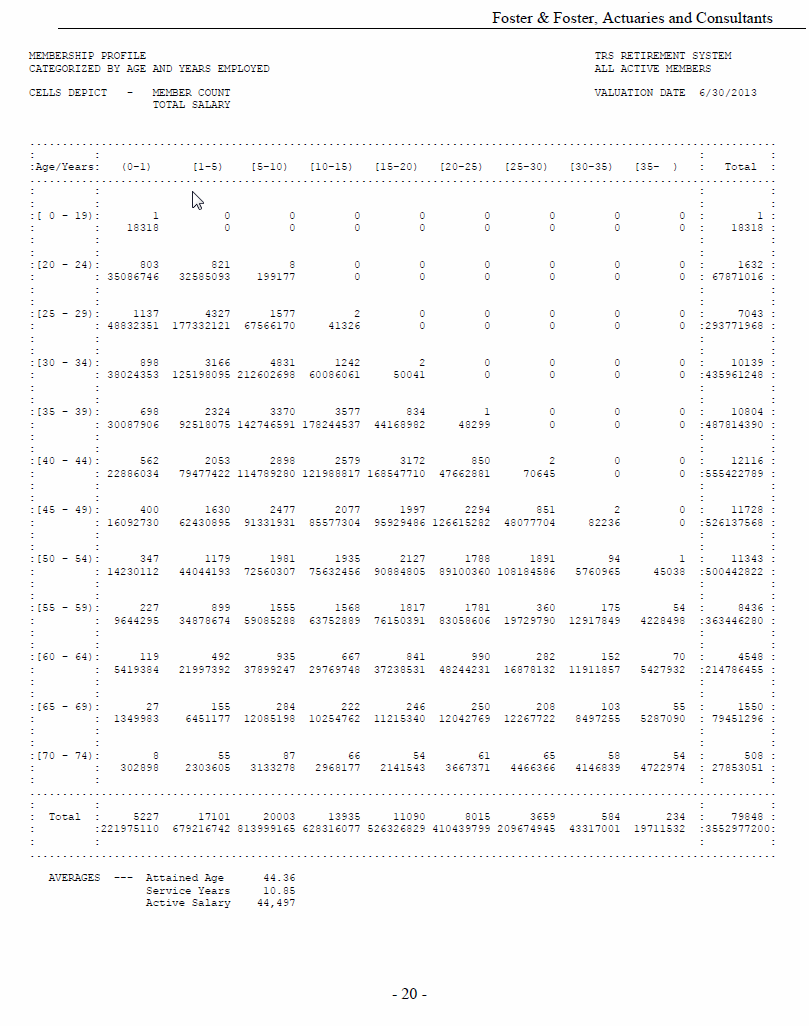 Foster & Foster, Actuaries and Consultants
MEMBERSHIP PROFILE TRS RETIREMENT SYSTEM
CATEGORIZED BY AGE AND YEARS EMPLOYED ALL ACTIVE MEMBERS
CELLS DEPICT - MEMBER COUNT VALUATION DATE 6/30/2013
TOTAL SALARY
:Age/Years: (0-1) [1-5) [5-10) [10-15) [15-20) [20-25) [25-30) [30-35) [35- ) : Total :
:[ 0 - 19): 1 0 0 0 0 0 0 0 0 : 1 :
: : 18318 0 0 0 0 0 0 0 0 : 18318 :
:[20 - 24): 803 821 8 0 0 0 0 0 0 : 1632 :
: : 35086746 32585093 199177 0 0 0 0 0 0 : 67871016 :
:[25 - 29): 1137 4327 1577 2 0 0 0 0 0 : 7043 :
: : 48832351 177332121 67566170 41326 0 0 0 0 0 :293771968 :
:[30 - 34): 898 3166 4831 1242 2 0 0 0 0 : 10139 :
: : 38024353 125198095 212602698 60086061 50041 0 0 0 0 :435961248 :
:[35 - 39): 698 2324 3370 3577 834 1 0 0 0 : 10804 :
: : 30087906 92518075 142746591 178244537 44168982 48299 0 0 0 :487814390 :
:[40 - 44): 562 2053 2898 2579 3172 850 2 0 0 : 12116 :
: : 22886034 79477422 114789280 121988817 168547710 47662881 70645 0 0 :555422789 :
:[45 - 49): 400 1630 2477 2077 1997 2294 851 2 0 : 11728 :
: : 16092730 62430895 91331931 85577304 95929486 126615282 48077704 82236 0 :526137568 :
:[50 - 54): 347 1179 1981 1935 2127 1788 1891 94 1 : 11343 :
: : 14230112 44044193 72560307 75632456 90884805 89100360 108184586 5760965 45038 :500442822 :
:[55 - 59): 227 899 1555 1568 1817 1781 360 175 54 : 8436 :
: : 9644295 34878674 59085288 63752889 76150391 83058606 19729790 12917849 4228498 :363446280 :
:[60 - 64): 119 492 935 667 841 990 282 152 70 : 4548 :
: : 5419384 21997392 37899247 29769748 37238531 48244231 16878132 11911857 5427932 :214786455 :
:[65 - 69): 27 155 284 222 246 250 208 103 55 : 1550 :
: : 1349983 6451177 12085198 10254762 11215340 12042769 12267722 8497255 5287090 : 79451296 :
:[70 - 74): 8 55 87 66 54 61 65 58 54 : 508 :
: : 302898 2303605 3133278 2968177 2141543 3667371 4466366 4146839 4722974 : 27853051 :
: Total : 5227 17101 20003 13935 11090 8015 3659 584 234 : 79848 :
: :221975110 679216742 813999165 628316077 526326829 410439799 209674945 43317001 19711532 :3552977200:
AVERAGES --- Attained Age 44.36
Service Years 10.85
Active Salary 44,497
- 20 -